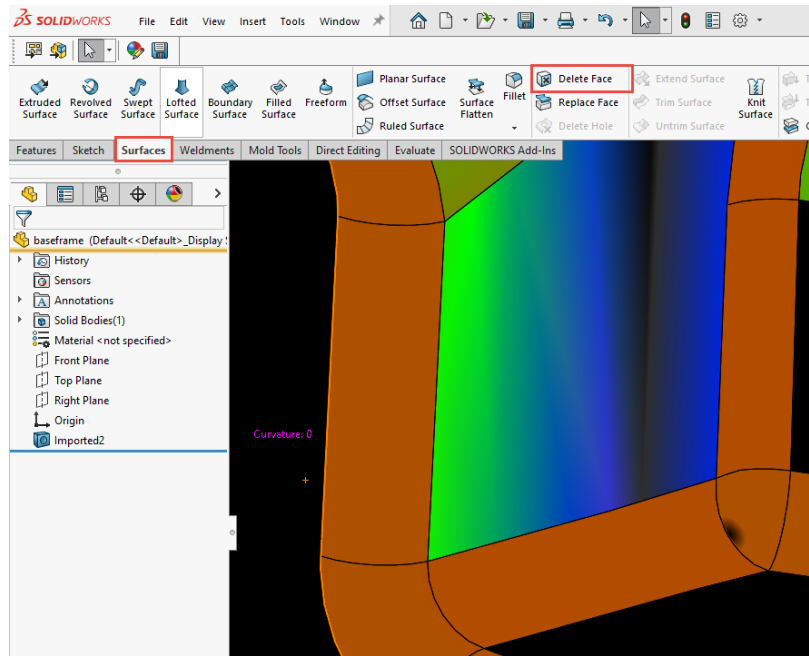 SOLIDWORKS File Edit View Insert Tools Window
Extruded Surface
Revolved Surface
Swept Surface
Lofted Surface
Boundary Surface
Filled Surface
Freeform
Planar Surface
Offset Surface
Ruled Surface
Surface Flatten
Fillet
Delete Face
Replace Face
Delete Hole
Extend Surface
Trim Surface
Untrim Surface
Knit Surface
Features Sketch Surfaces Weldments Mold Tools Direct Editing Evaluate SOLIDWORKS Add-Ins
baseframe (Default<<Default>_Display
History
Sensors
Annotations
Solid Bodies(1)
Material <not specified>
Front Plane
Top Plane
Right Plane
Origin
Imported2
Curvature: 0